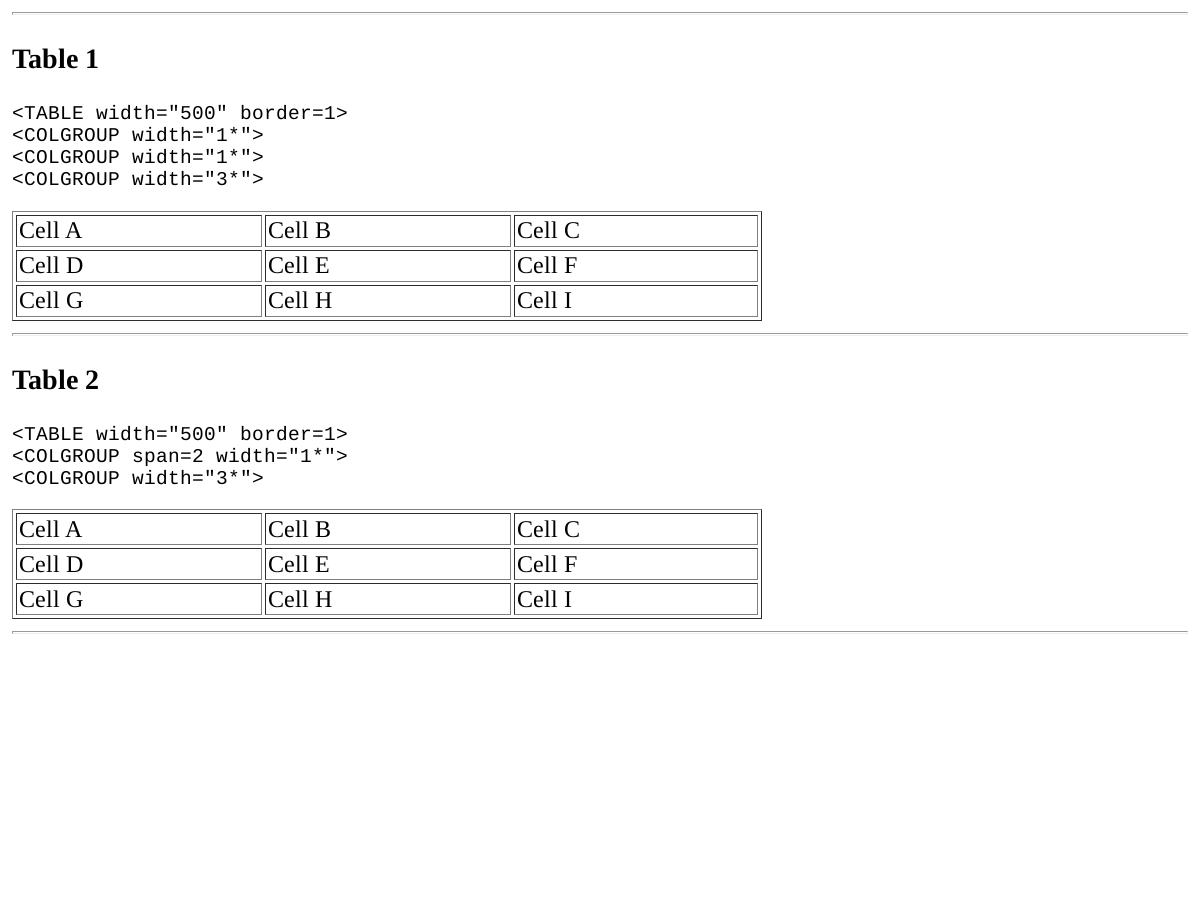 Table 1
<TABLE width="500" border=1>
<COLGROUP width="1*">
<COLGROUP width="1*">
<COLGROUP width="3*">
Cell A Cell B Cell C
Cell D Cell E Cell F
Cell G Cell H Cell I
Table 2
<TABLE width="500" border=1>
<COLGROUP span=2 width="1*">
<COLGROUP width="3*">
Cell A Cell B Cell C
Cell D Cell E Cell F
Cell G Cell H Cell I